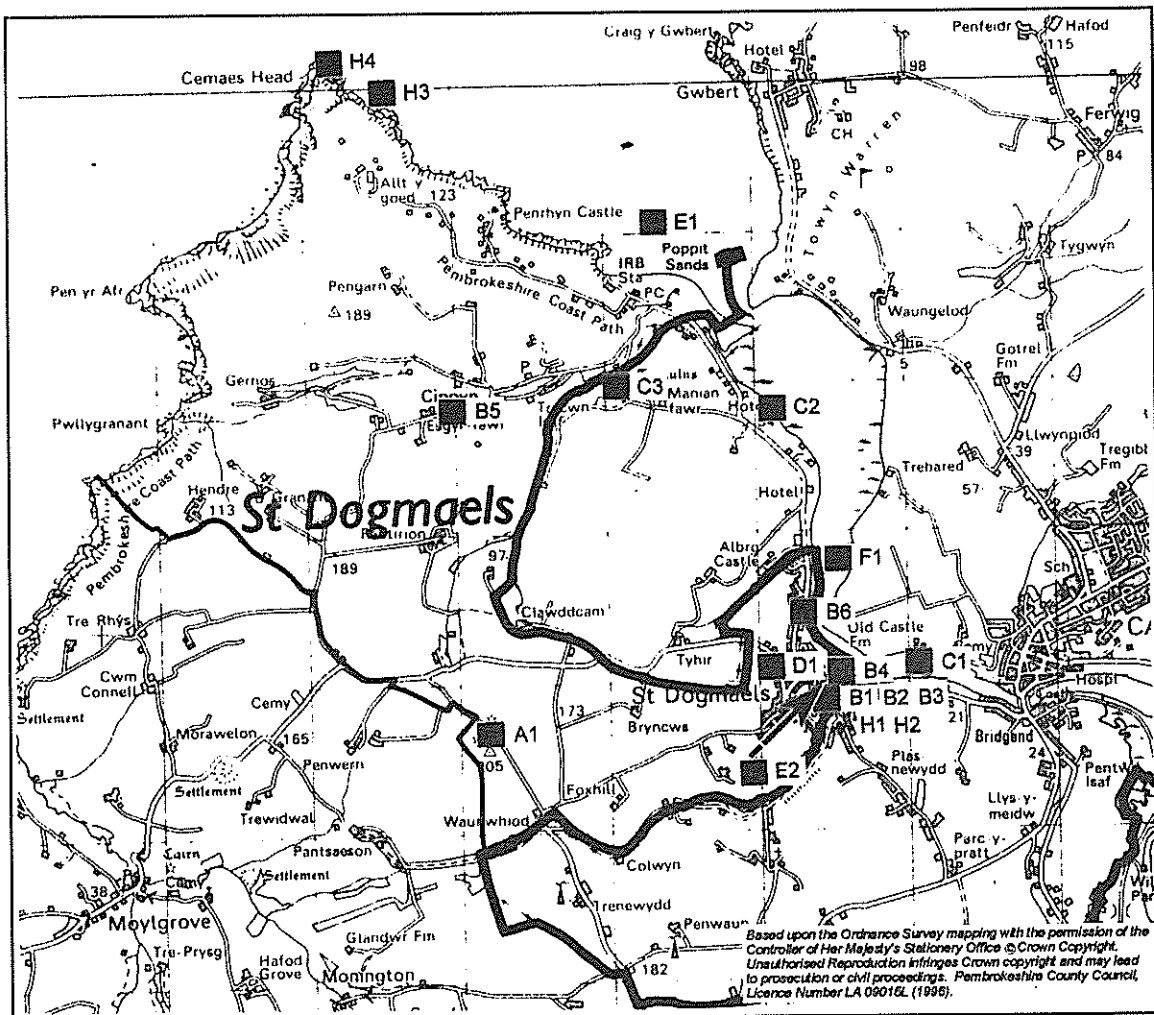 Craig y Gwbert
Penfeidr
Hafod
115
Hotel
98
Cemaes Head
H4
H3
Gwbert
CH
Ferwig
P
84
Towyn Warren
Allt y
goed
123
Penrhyn Castle
E1
Poppit
Sands
IRB
Sta
PC
Tygwyn
Pembrokeshire Coast Path
Pen yr Afr
Pengarn
189
Waungelod
5
Gotrel
Fm
Gernos
P
C3
Manian
fawr
B5
C2
Pwllygranant
Llwynpiod
39
Tregibb
Fm
Trehared
57
Hotel
Pembrokeshire Coast Path
Hendre
113
St Dogmaels
97
189
Albro
Castle
F1
Sch
Clawddcam
B6
Old Castle
Fm
Tre Rhys
Tyhir
D1
B4
C1
CA
Hospl
Cwm
Connell
St Dogmaels
B1 B2 B3
Settlement
Cemy
173
Bryncws
H1 H2
21
Bridgend
24
Morawelon
165
A1
Penwern
Plas
newydd
E2
Settlement
Foxhill
Waunwhiod
Llys-y-
meidw
Pentw
Isaf
Trewidwal
Pantsaeson
Parc-y-
pratt
Cairn
Settlement
Colwyn
38
Moylgrove
Trenewydd
Penwaun
Glandwr Fm
Tre-Prysg
Hafod
Grove
Monington
182
Based upon the Ordnance Survey mapping with the permission of the
Controller of Her Majesty's Stationery Office © Crown Copyright.
Unauthorised Reproduction infringes Crown copyright and may lead
to prosecution or civil proceedings. Pembrokeshire County Council,
Licence Number LA 09015L (1995).